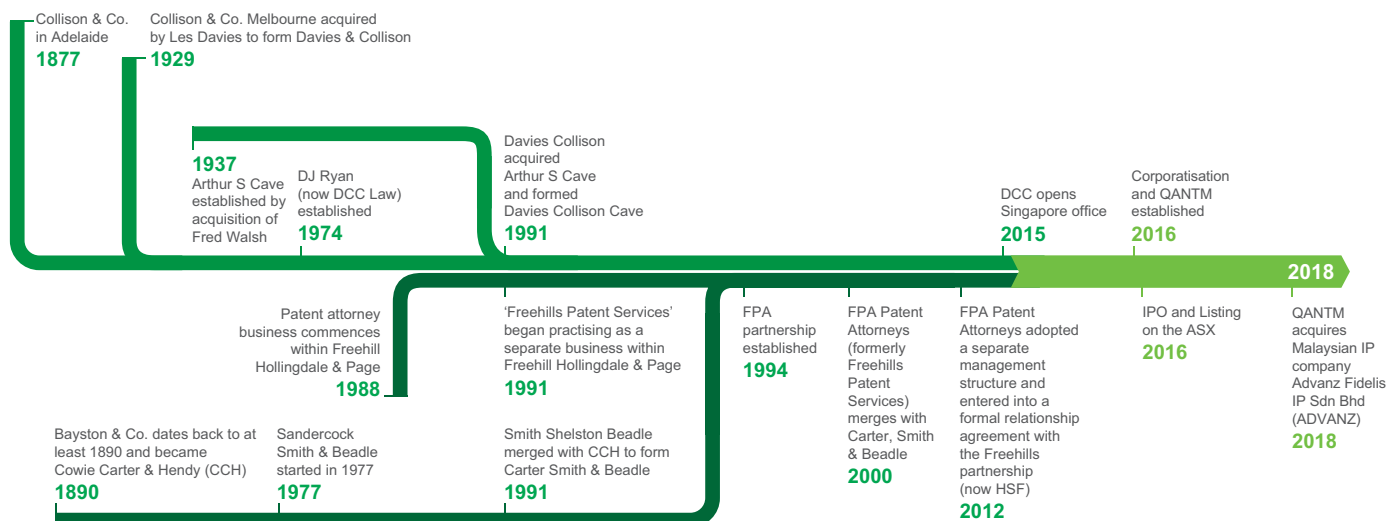 Collison & Co.
in Adelaide
1877
Collison & Co. Melbourne acquired
by Les Davies to form Davies & Collison
1929
1937
Arthur S Cave
established by
acquisition of
Fred Walsh
DJ Ryan
(now DCC Law)
established
1974
Davies Collison
acquired
Arthur S Cave
and formed
Davies Collison Cave
1991
DCC opens
Singapore office
2015
Corporatisation
and QANTM
established
2016
2018
Patent attorney
business commences
within Freehill
Hollingdale & Page
1988
‘Freehills Patent Services’
began practising as a
separate business within
Freehill Hollingdale & Page
1991
FPA
partnership
established
1994
FPA Patent
Attorneys
(formerly
Freehills
Patent
Services)
merges with
Carter, Smith
& Beadle
2000
FPA Patent
Attorneys adopted
a separate
management
structure and
entered into a
formal relationship
agreement with
the Freehills
partnership
(now HSF)
2012
IPO and Listing
on the ASX
2016
QANTM
acquires
Malaysian IP
company
Advanz Fidelis
IP Sdn Bhd
(ADVANZ)
2018
Bayston & Co. dates back to at
least 1890 and became
Cowie Carter & Hendy (CCH)
1890
Sandercock
Smith & Beadle
started in 1977
1977
Smith Shelston Beadle
merged with CCH to form
Carter Smith & Beadle
1991